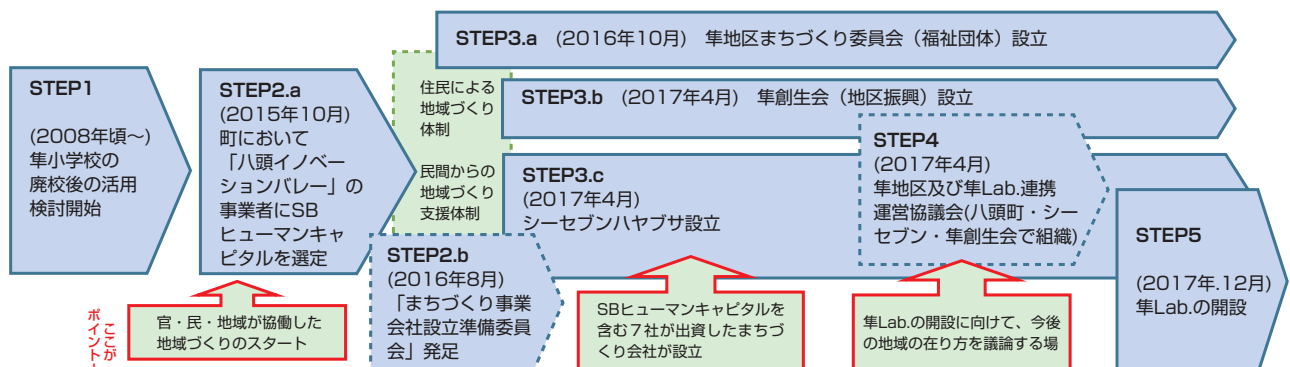 STEP1
(2008年頃〜)
隼小学校の
廃校後の活用
検討開始
STEP2.a
(2015年10月)
町において
「八頭イノベー
ションバレー」の
事業者にSB
ヒューマンキャ
ピタルを選定
住民による
地域づくり
体制
民間からの
地域づくり
支援体制
STEP2.b
(2016年8月)
「まちづくり事業
会社設立準備委員
会」発足
STEP3.a (2016年10月) 隼地区まちづくり委員会（福祉団体）設立
STEP3.b (2017年4月) 隼創生会（地区振興）設立
STEP3.c
(2017年4月)
シーセブンハヤブサ設立
STEP4
(2017年4月)
隼地区及び隼Lab.連携
運営協議会(八頭町・シー
セブン・隼創生会で組織)
STEP5
(2017年.12月)
隼Lab.の開設
ここが
ポイント！
官・民・地域が協働した
地域づくりのスタート
SBヒューマンキャピタルを
含む７社が出資したまちづ
くり会社が設立
隼Lab.の開設に向けて、今後
の地域の在り方を議論する場